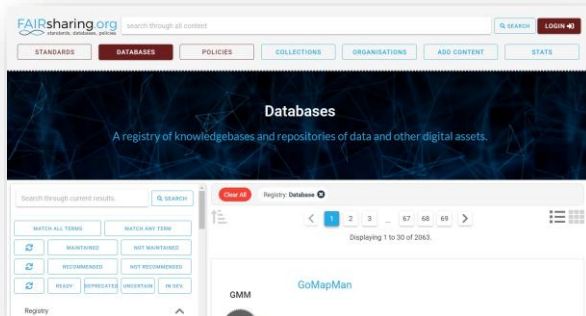 FAIRsharing.org
standards, databases, policies
search through all content
SEARCH
LOGIN
STANDARDS
DATABASES
POLICIES
COLLECTIONS
ORGANISATIONS
ADD CONTENT
STATS
Databases
A registry of knowledgebases and repositories of data and other digital assets.
Search through current results.
SEARCH
Clear All
Registry: Database
1 2 3 ... 67 68 69
Displaying 1 to 30 of 2063.
MATCH ALL TERMS
MATCH ANY TERM
MAINTAINED
NOT MAINTAINED
RECOMMENDED
NOT RECOMMENDED
READY
DEPRECATED
UNCERTAIN
IN DEV.
Registry
GMM
GoMapMan